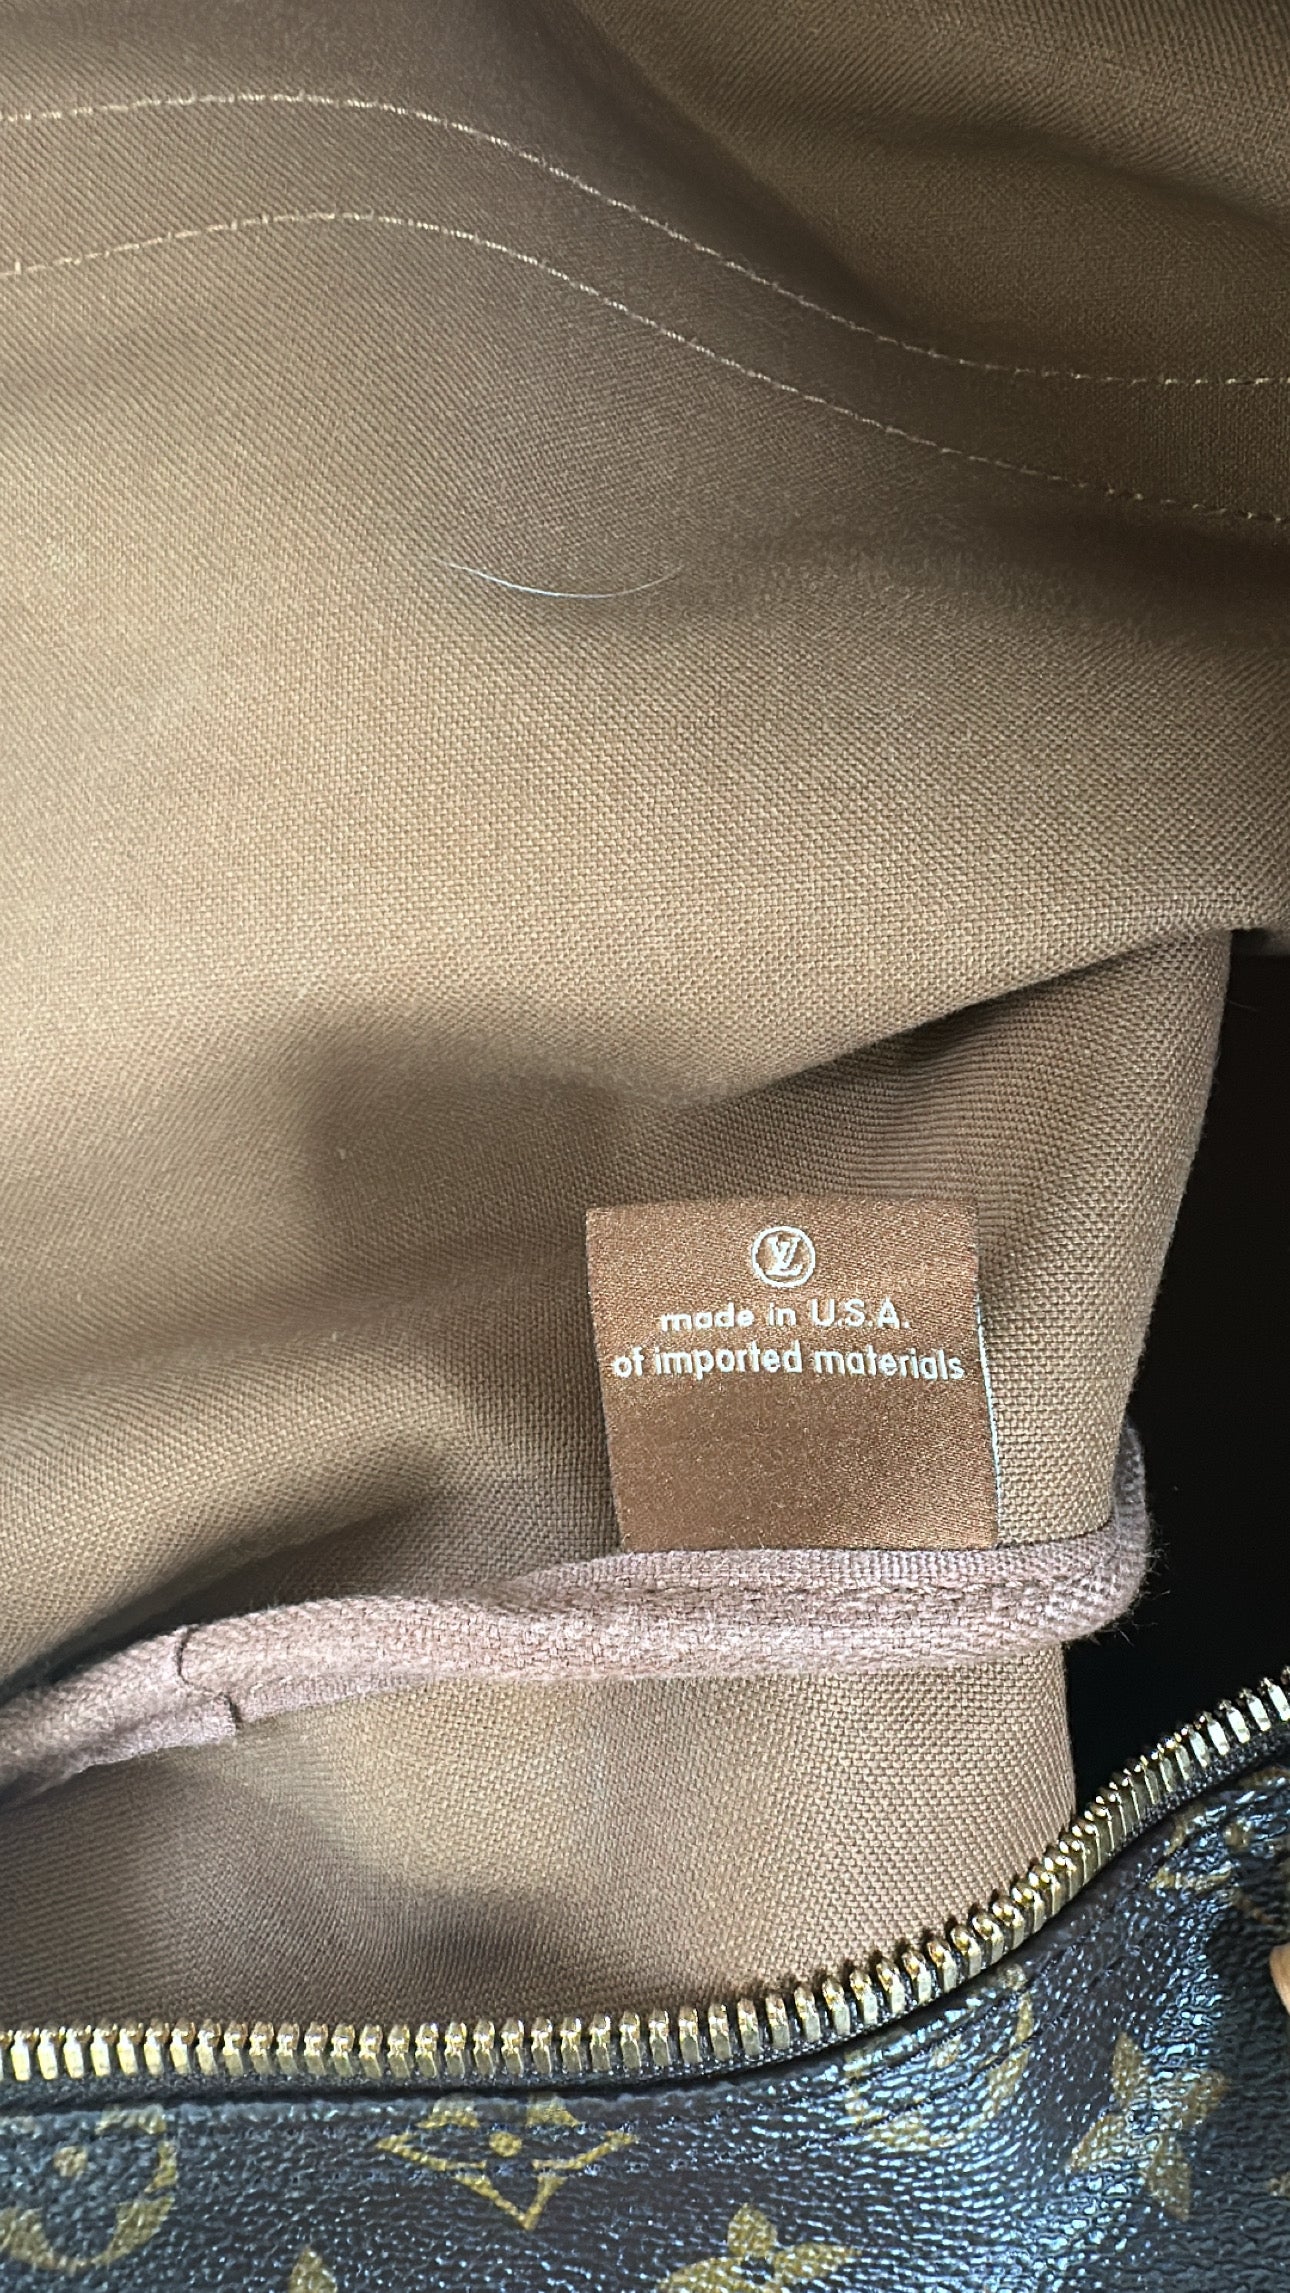 LV
made in U.S.A.
of imported materials